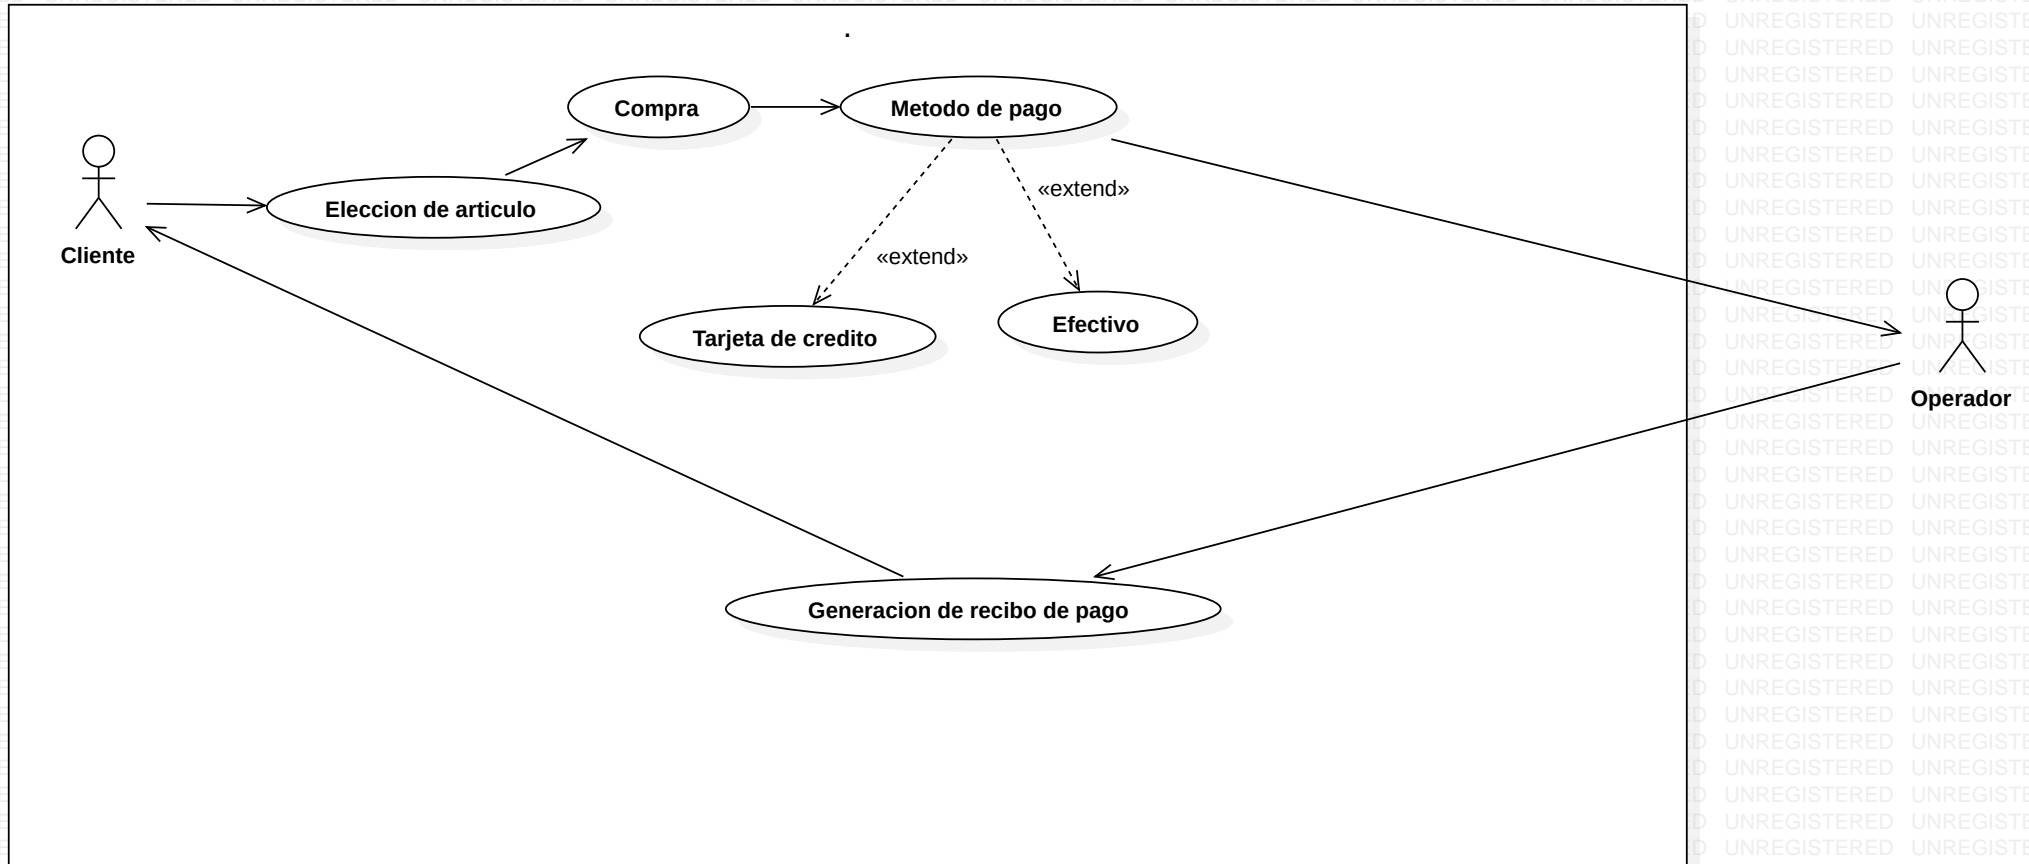 .
Compra
Metodo de pago
«extend»
Eleccion de articulo
Cliente
«extend»
Efectivo
Tarjeta de credito
Operador
Generacion de recibo de pago
UNREGISTERED